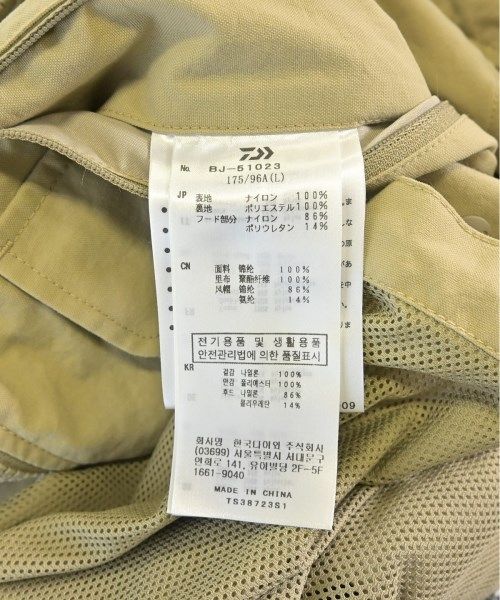 No. BJ-51023
175/96A(L)
JP 表地 ナイロン 100%
裏地 ポリエステル 100%
フード部分 ナイロン 86%
ポリウレタン 14%
CN 面料 锦纶 100%
里布 聚酯纤维 100%
风帽 锦纶 86%
氨纶 14%
전기용품 및 생활용품
안전관리법에 의한 품질표시
KR 겉감 나일론 100%
안감 폴리에스터 100%
후드 나일론 86%
폴리우레탄 14%
회사명 한국다이와 주식회사
(03699) 서울특별시 서대문구
연희로 141, 유아빌딩 2F-5F
1661-9040
MADE IN CHINA
TS38723S1
-09